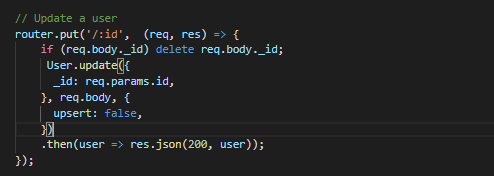 // Update a user
router.put('/:id',  (req, res) => {
    if (req.body._id) delete req.body._id;
     User.update({
      _id: req.params.id,
    }, req.body, {
      upsert: false,
    })
    .then(user => res.json(200, user));
});